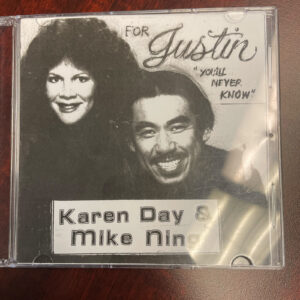 FOR Justin
"YOU'LL
NEVER
KNOW"
Karen Day &
Mike Ning